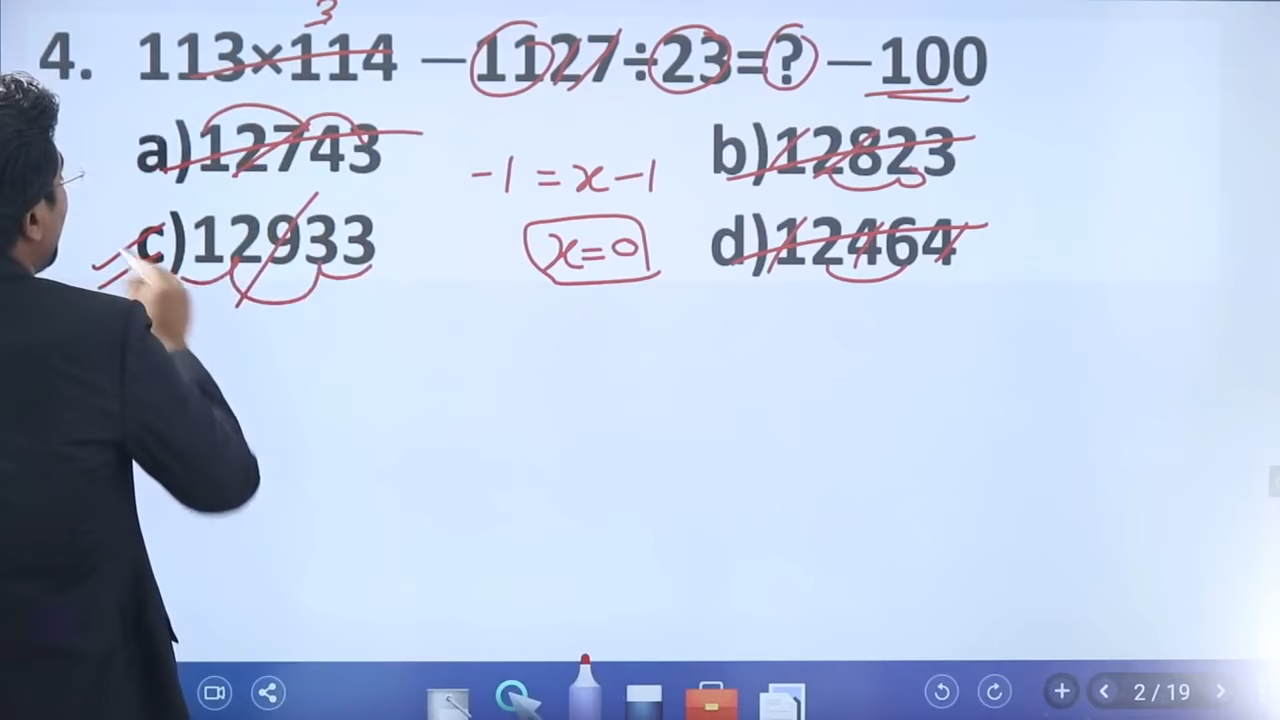 3
4. 113×114 −1127÷23=?−100
a)12743 b)12823
-1 = x-1
c)12933 d)12464
x=0
2 / 19